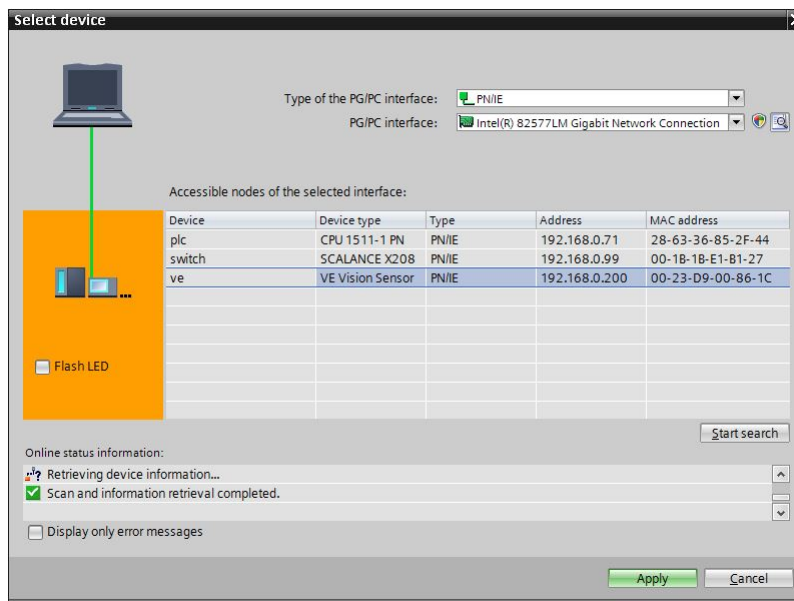 Select device
Type of the PG/PC interface: PN/IE
PG/PC interface: Intel(R) 82577LM Gigabit Network Connection
Accessible nodes of the selected interface:
Device Device type Type Address MAC address
plc CPU 1511-1 PN PN/IE 192.168.0.71 28-63-36-85-2F-44
switch SCALANCE X208 PN/IE 192.168.0.99 00-1B-1B-E1-B1-27
ve VE Vision Sensor PN/IE 192.168.0.200 00-23-D9-00-86-1C
Flash LED
Start search
Online status information:
Retrieving device information...
Scan and information retrieval completed.
Display only error messages
Apply Cancel